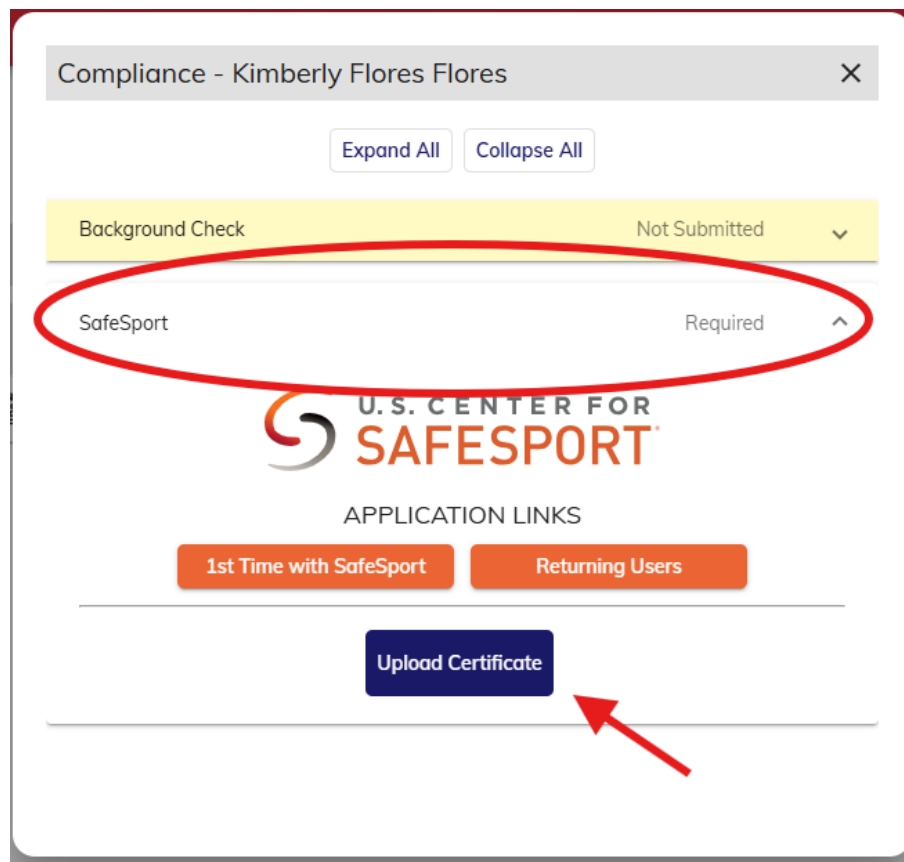 Compliance - Kimberly Flores Flores
Expand All Collapse All
Background Check Not Submitted
SafeSport Required
U.S. CENTER FOR
SAFESPORT
APPLICATION LINKS
1st Time with SafeSport Returning Users
Upload Certificate